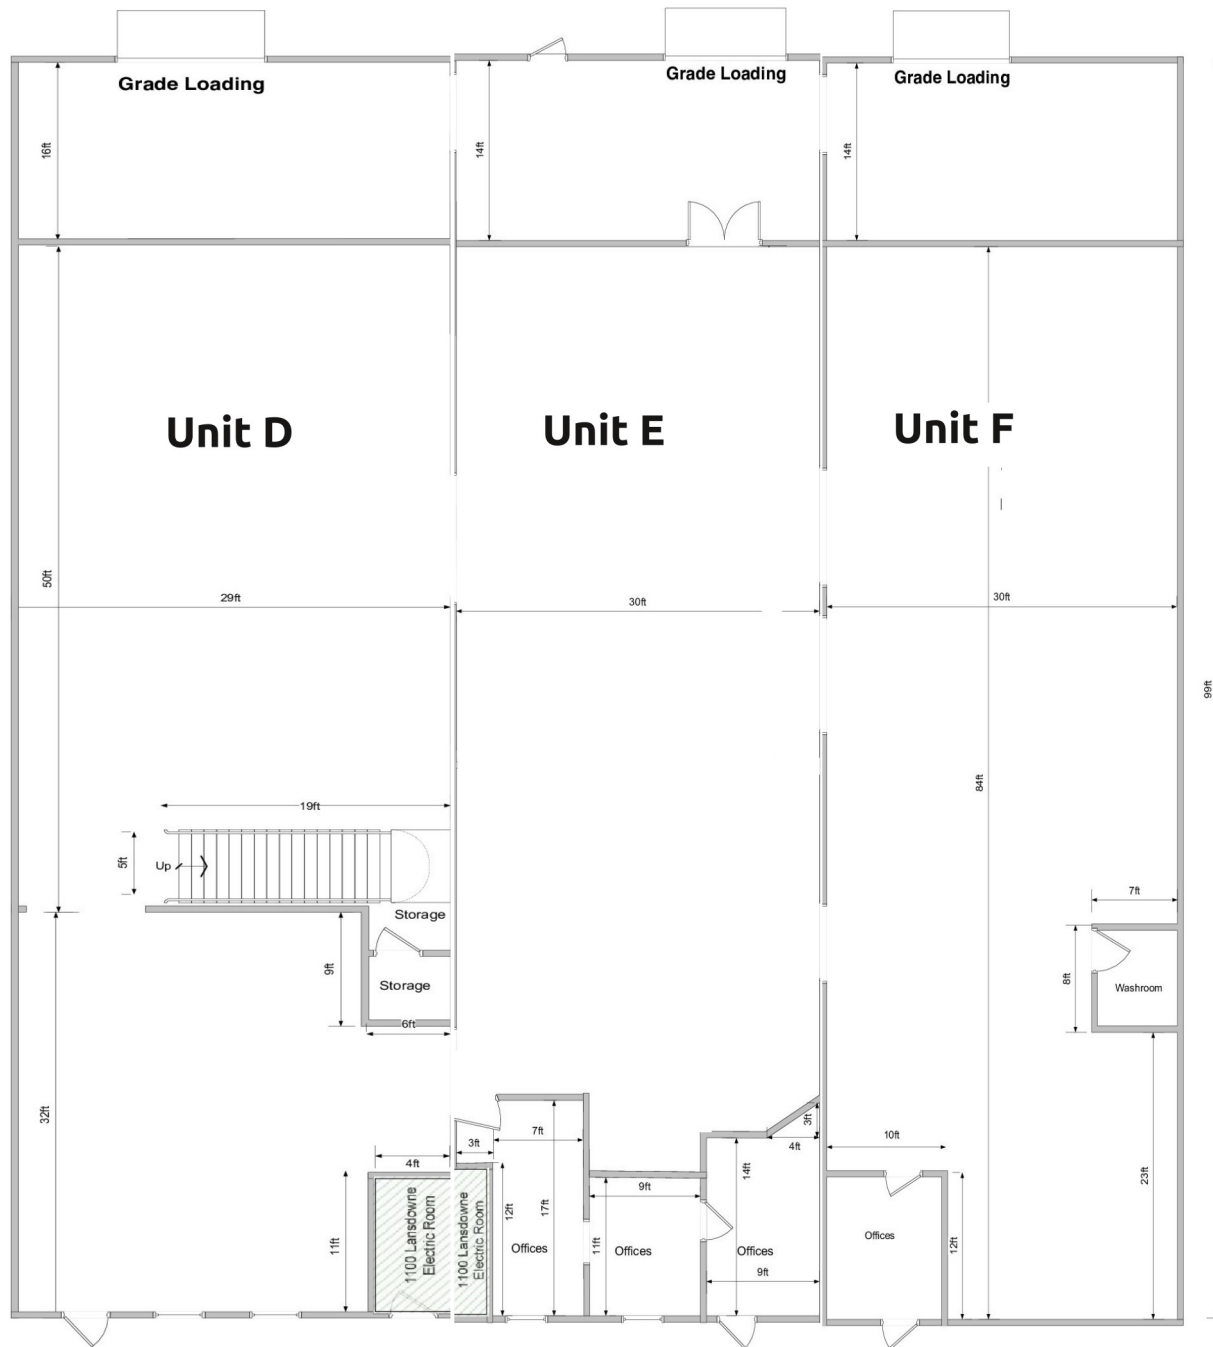 Grade Loading
Grade Loading
Grade Loading
16ft
14ft
14ft
Unit D
Unit E
Unit F
50ft
29ft
30ft
30ft
99ft
84ft
19ft
5ft
Up
Storage
7ft
9ft
Storage
8ft
Washroom
6ft
32ft
3ft
4ft
7ft
3ft
10ft
4ft
14ft
23ft
9ft
12ft
17ft
11ft
1100 Lansdowne
Electric Room
1100 Lansdowne
Electric Room
Offices
11ft
Offices
Offices
9ft
Offices
12ft